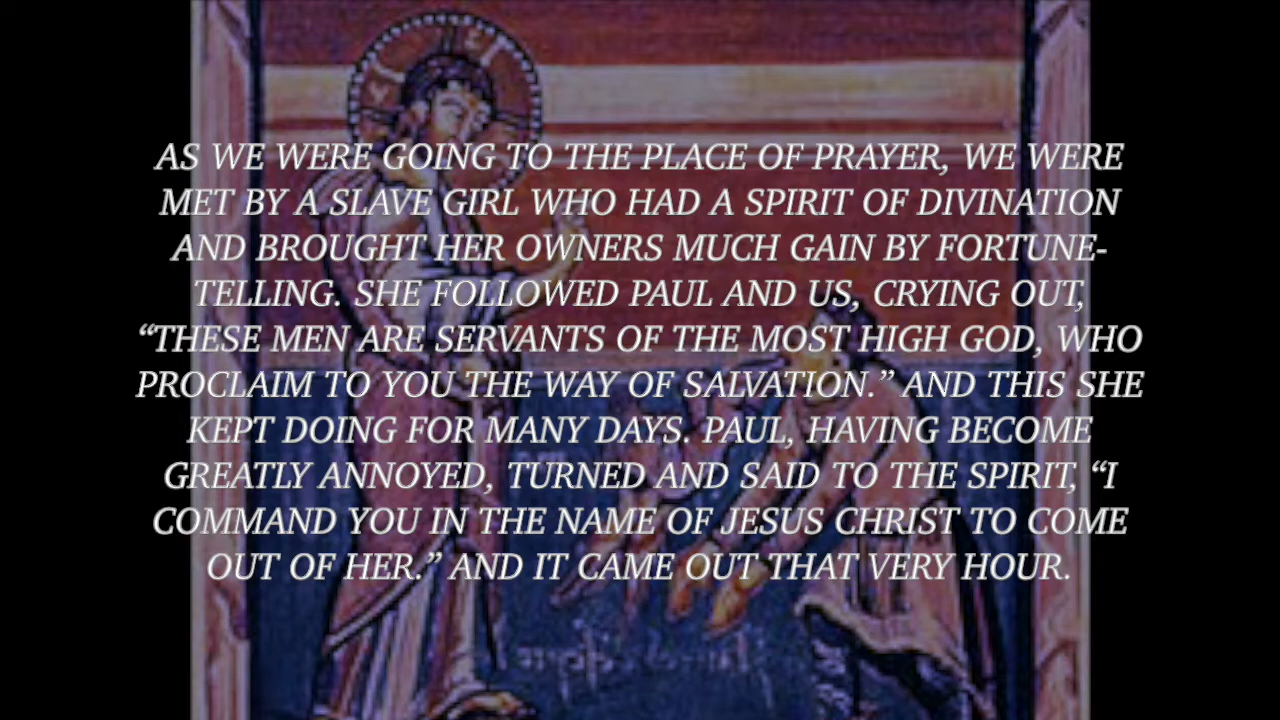 AS WE WERE GOING TO THE PLACE OF PRAYER, WE WERE
MET BY A SLAVE GIRL WHO HAD A SPIRIT OF DIVINATION
AND BROUGHT HER OWNERS MUCH GAIN BY FORTUNE-
TELLING. SHE FOLLOWED PAUL AND US, CRYING OUT,
“THESE MEN ARE SERVANTS OF THE MOST HIGH GOD, WHO
PROCLAIM TO YOU THE WAY OF SALVATION.” AND THIS SHE
KEPT DOING FOR MANY DAYS. PAUL, HAVING BECOME
GREATLY ANNOYED, TURNED AND SAID TO THE SPIRIT, “I
COMMAND YOU IN THE NAME OF JESUS CHRIST TO COME
OUT OF HER.” AND IT CAME OUT THAT VERY HOUR.